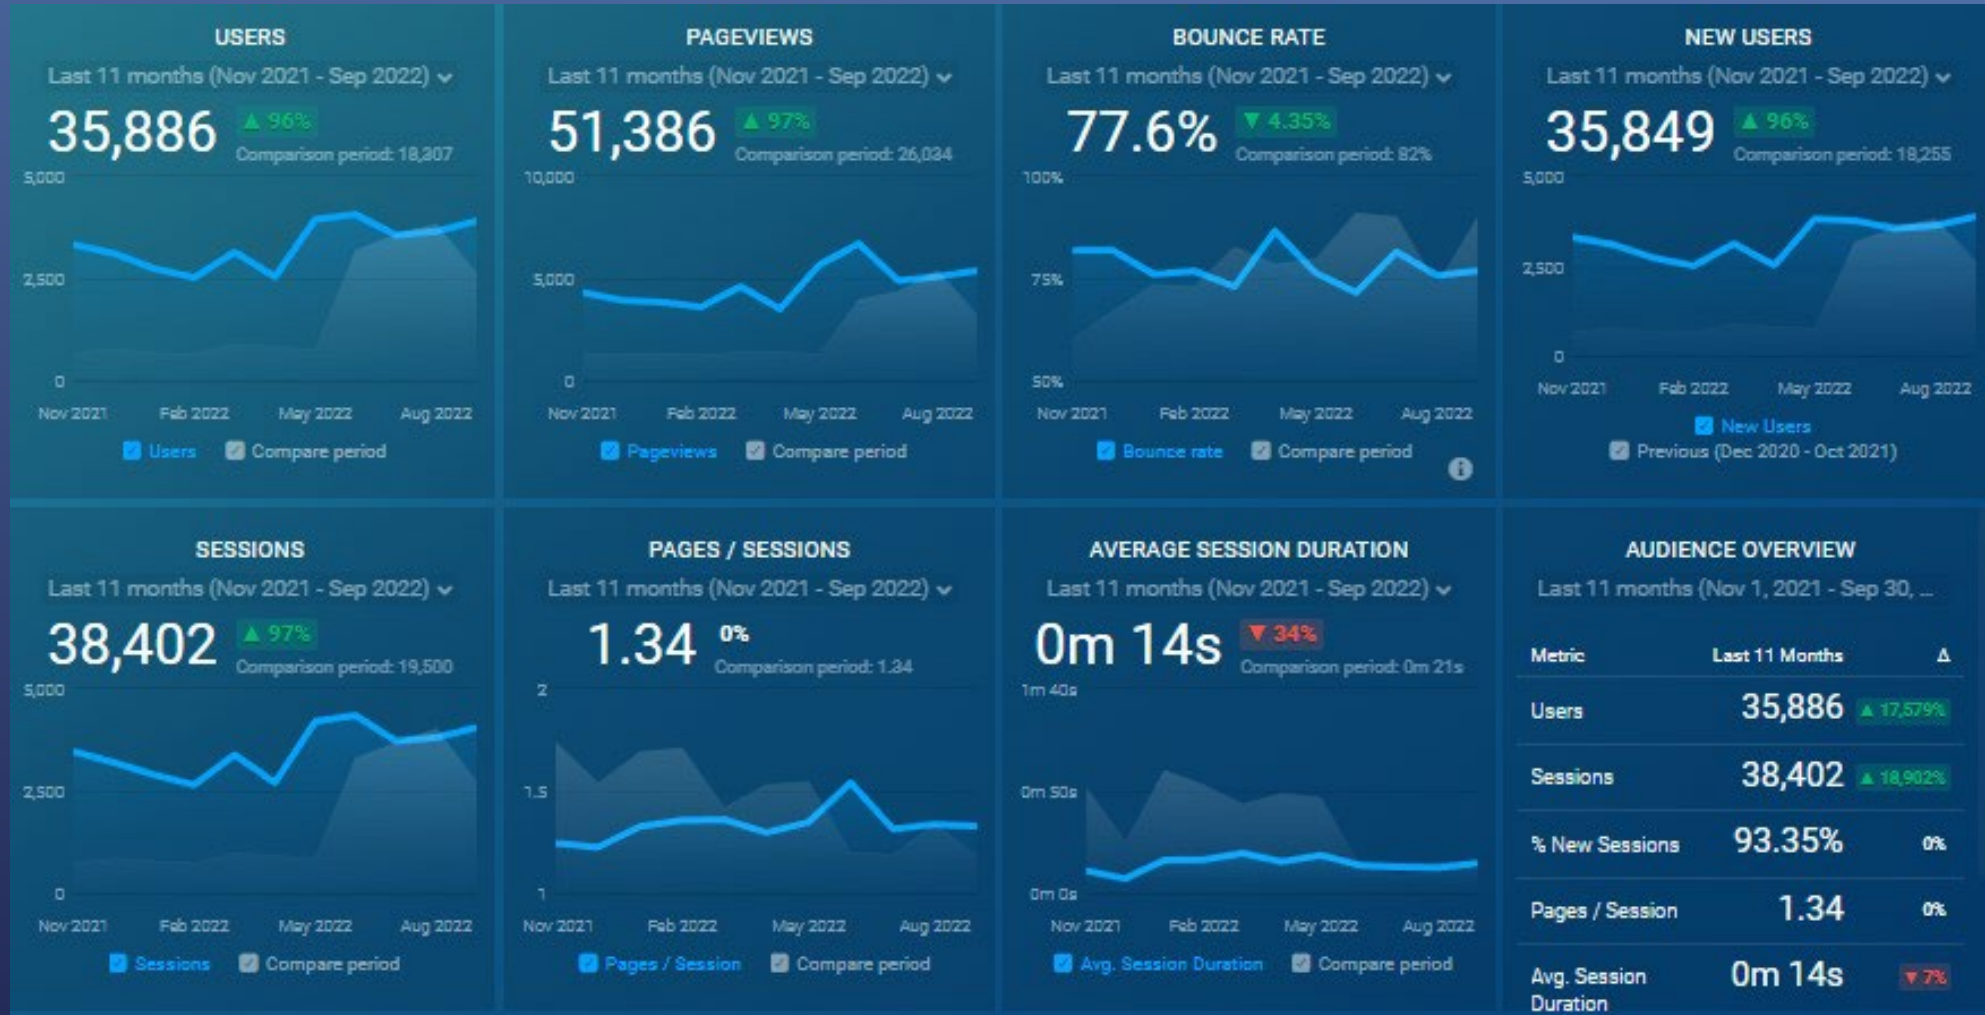 USERS
Last 11 months (Nov 2021 - Sep 2022)
35,886
▲ 96%
Comparison period: 18,307
5,000
2,500
0
Nov 2021 Feb 2022 May 2022 Aug 2022
Users Compare period
PAGEVIEWS
Last 11 months (Nov 2021 - Sep 2022)
51,386
▲ 97%
Comparison period: 26,034
10,000
5,000
0
Nov 2021 Feb 2022 May 2022 Aug 2022
Pageviews Compare period
BOUNCE RATE
Last 11 months (Nov 2021 - Sep 2022)
77.6%
▼ 4.35%
Comparison period: 82%
100%
75%
50%
Nov 2021 Feb 2022 May 2022 Aug 2022
Bounce rate Compare period
NEW USERS
Last 11 months (Nov 2021 - Sep 2022)
35,849
▲ 96%
Comparison period: 18,255
5,000
2,500
0
Nov 2021 Feb 2022 May 2022 Aug 2022
New Users
Previous (Dec 2020 - Oct 2021)
SESSIONS
Last 11 months (Nov 2021 - Sep 2022)
38,402
▲ 97%
Comparison period: 19,500
5,000
2,500
0
Nov 2021 Feb 2022 May 2022 Aug 2022
Sessions Compare period
PAGES / SESSIONS
Last 11 months (Nov 2021 - Sep 2022)
1.34
0%
Comparison period: 1.34
2
1.5
1
Nov 2021 Feb 2022 May 2022 Aug 2022
Pages / Session Compare period
AVERAGE SESSION DURATION
Last 11 months (Nov 2021 - Sep 2022)
0m 14s
▼ 34%
Comparison period: 0m 21s
1m 40s
0m 50s
0m 0s
Nov 2021 Feb 2022 May 2022 Aug 2022
Avg. Session Duration Compare period
AUDIENCE OVERVIEW
Last 11 months (Nov 1, 2021 - Sep 30, ...
Metric Last 11 Months Δ
Users 35,886 ▲ 17,579%
Sessions 38,402 ▲ 18,902%
% New Sessions 93.35% 0%
Pages / Session 1.34 0%
Avg. Session 0m 14s ▼ 7%
Duration